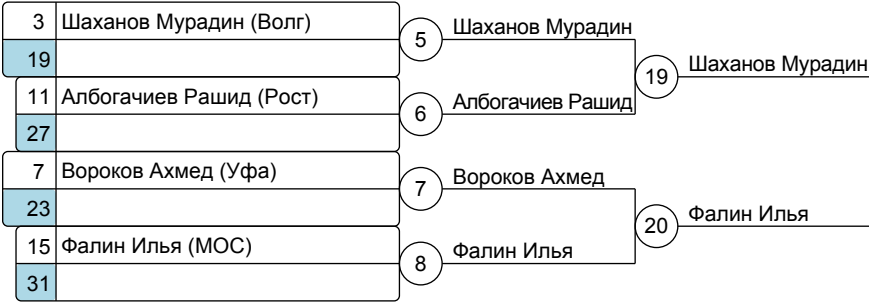 3 Шаханов Мурадин (Волг)
19
5
Шаханов Мурадин
11 Албогачиев Рашид (Рост)
27
6
Албогачиев Рашид
19
Шаханов Мурадин
7 Вороков Ахмед (Уфа)
23
7
Вороков Ахмед
15 Фалин Илья (МОС)
31
8
Фалин Илья
20
Фалин Илья